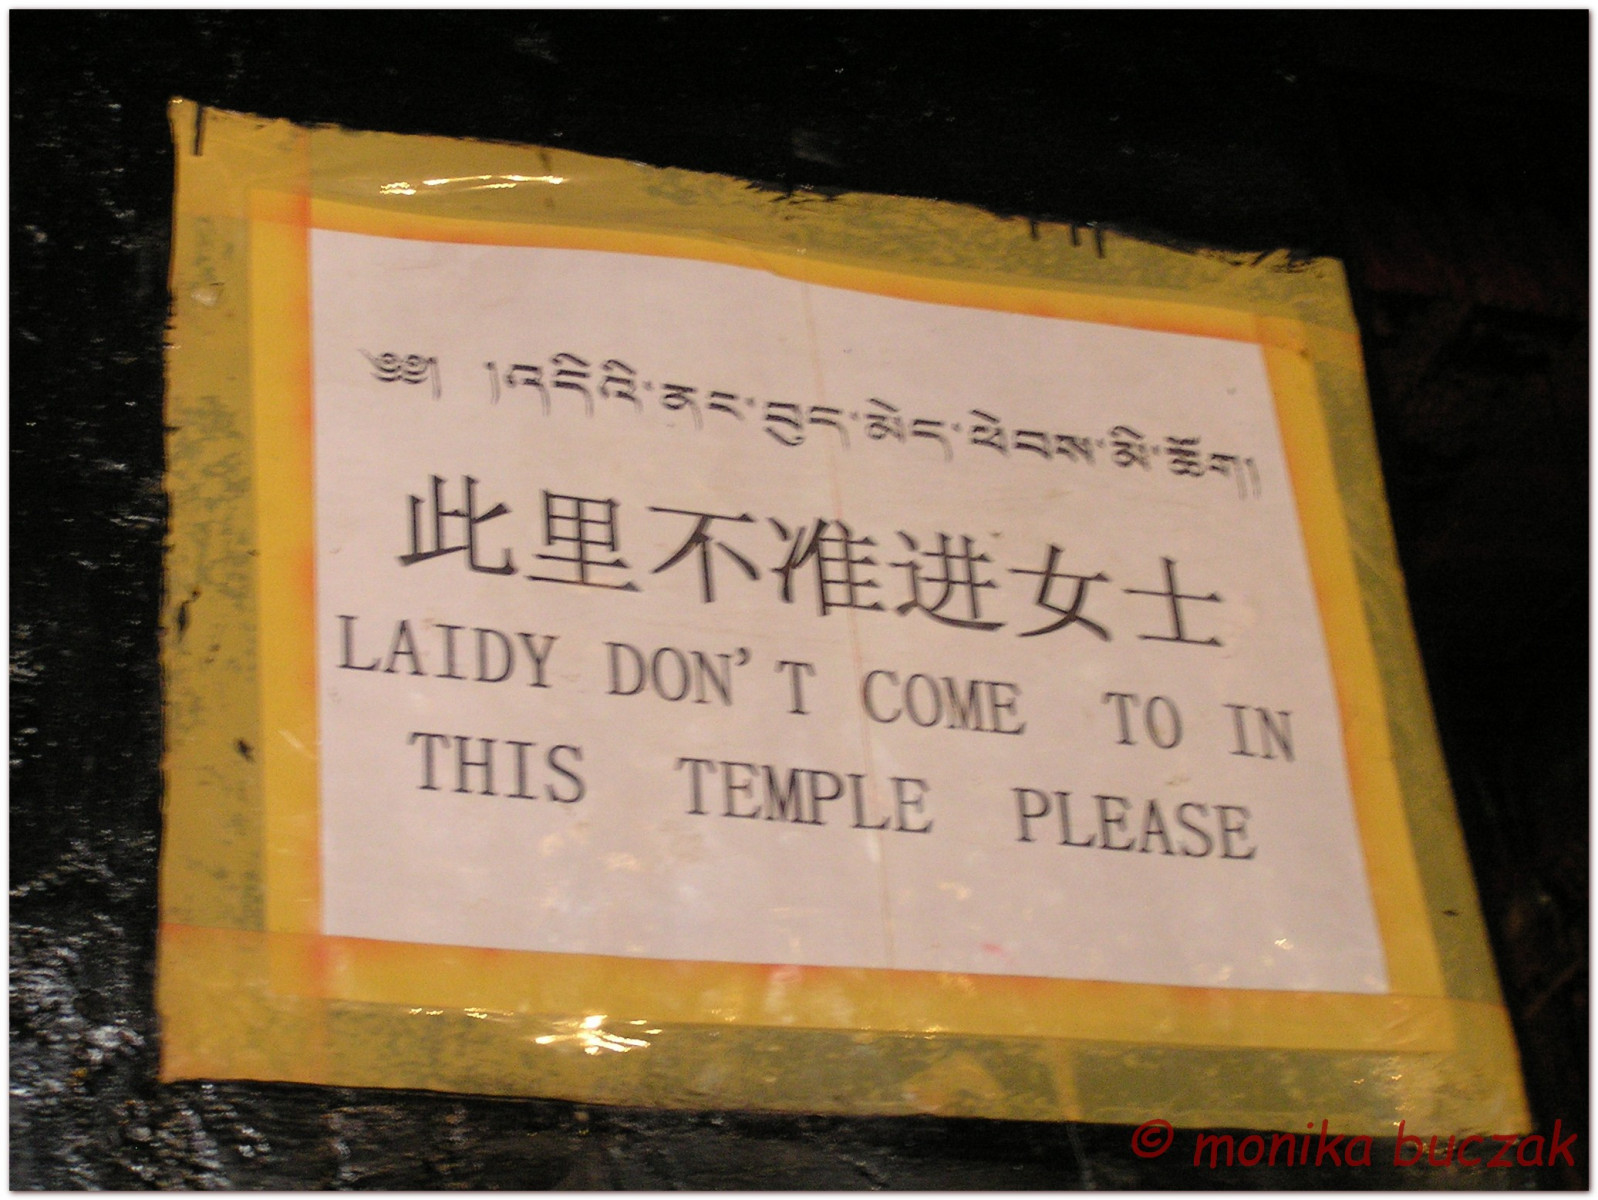 ༄༅། །འདིའི་ནང་བུད་མེད་ཕེབས་མི་ཆོག།
此里不准进女士
LAIDY DON'T COME TO IN
THIS TEMPLE PLEASE
© monika buczak